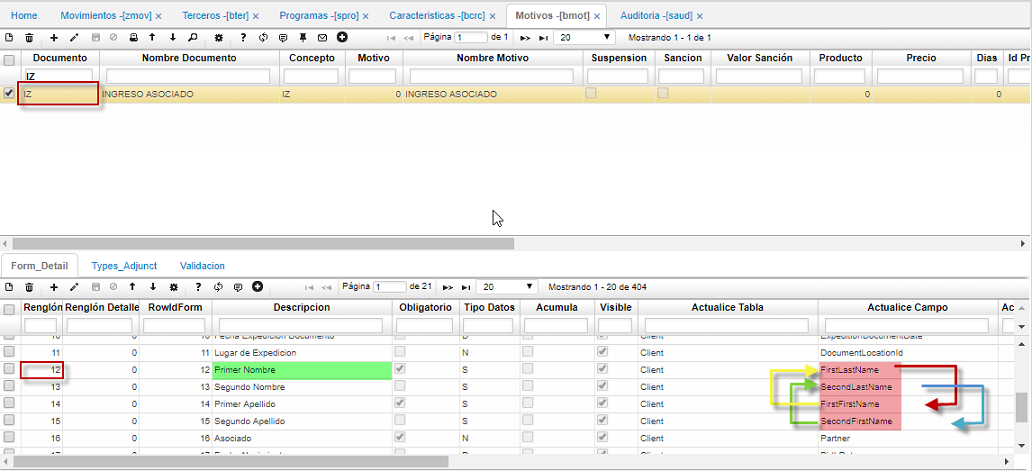 Home Movimientos -[zmov] × Terceros -[bter] × Programas -[spro] × Caracteristicas -[bcrc] × Motivos -[bmot] × Auditoria -[saud] ×
Página 1 de 1 20 Mostrando 1 - 1 de 1
Documento Nombre Documento Concepto Motivo Nombre Motivo Suspension Sancion Valor Sanción Producto Precio Dias Id Pr
IZ
IZ INGRESO ASOCIADO IZ 0 INGRESO ASOCIADO 0 0
Form_Detail Types_Adjunct Validacion
Página 1 de 21 20 Mostrando 1 - 20 de 404
Renglón Renglón Detalle RowIdForm Descripcion Obligatorio Tipo Datos Acumula Visible Actualice Tabla Actualice Campo Ac
10 0 10 Fecha Expedicion Documento D Client ExpeditionDocumentDate
11 0 11 Lugar de Expedicion N Client DocumentLocationId
12 0 12 Primer Nombre S Client FirstLastName
13 0 13 Segundo Nombre S Client SecondLastName
14 0 14 Primer Apellido S Client FirstFirstName
15 0 15 Segundo Apellido S Client SecondFirstName
16 0 16 Asociado N Client Partner